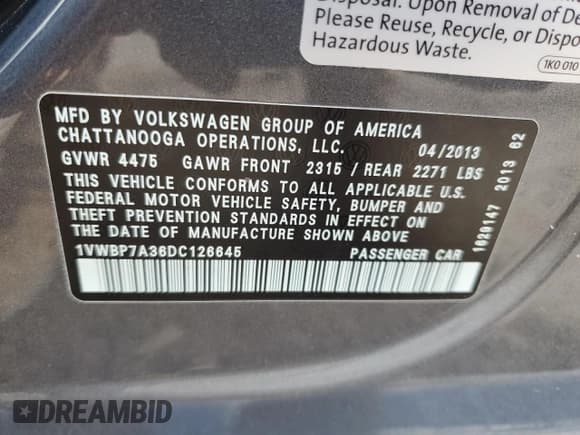 Disposal. Upon Removal of De
Please Reuse, Recycle, or Dispo
Hazardous Waste.
1K0 010
MFD BY VOLKSWAGEN GROUP OF AMERICA
CHATTANOOGA OPERATIONS, LLC. 04/2013
GVWR 4475 GAWR FRONT 2315 / REAR 2271 LBS
THIS VEHICLE CONFORMS TO ALL APPLICABLE U.S.
FEDERAL MOTOR VEHICLE SAFETY, BUMPER AND
THEFT PREVENTION STANDARDS IN EFFECT ON
THE DATE OF MANUFACTURE SHOWN ABOVE
1VWBP7A36DC126645 PASSENGER CAR
1629147 2013 62
DREAMBID